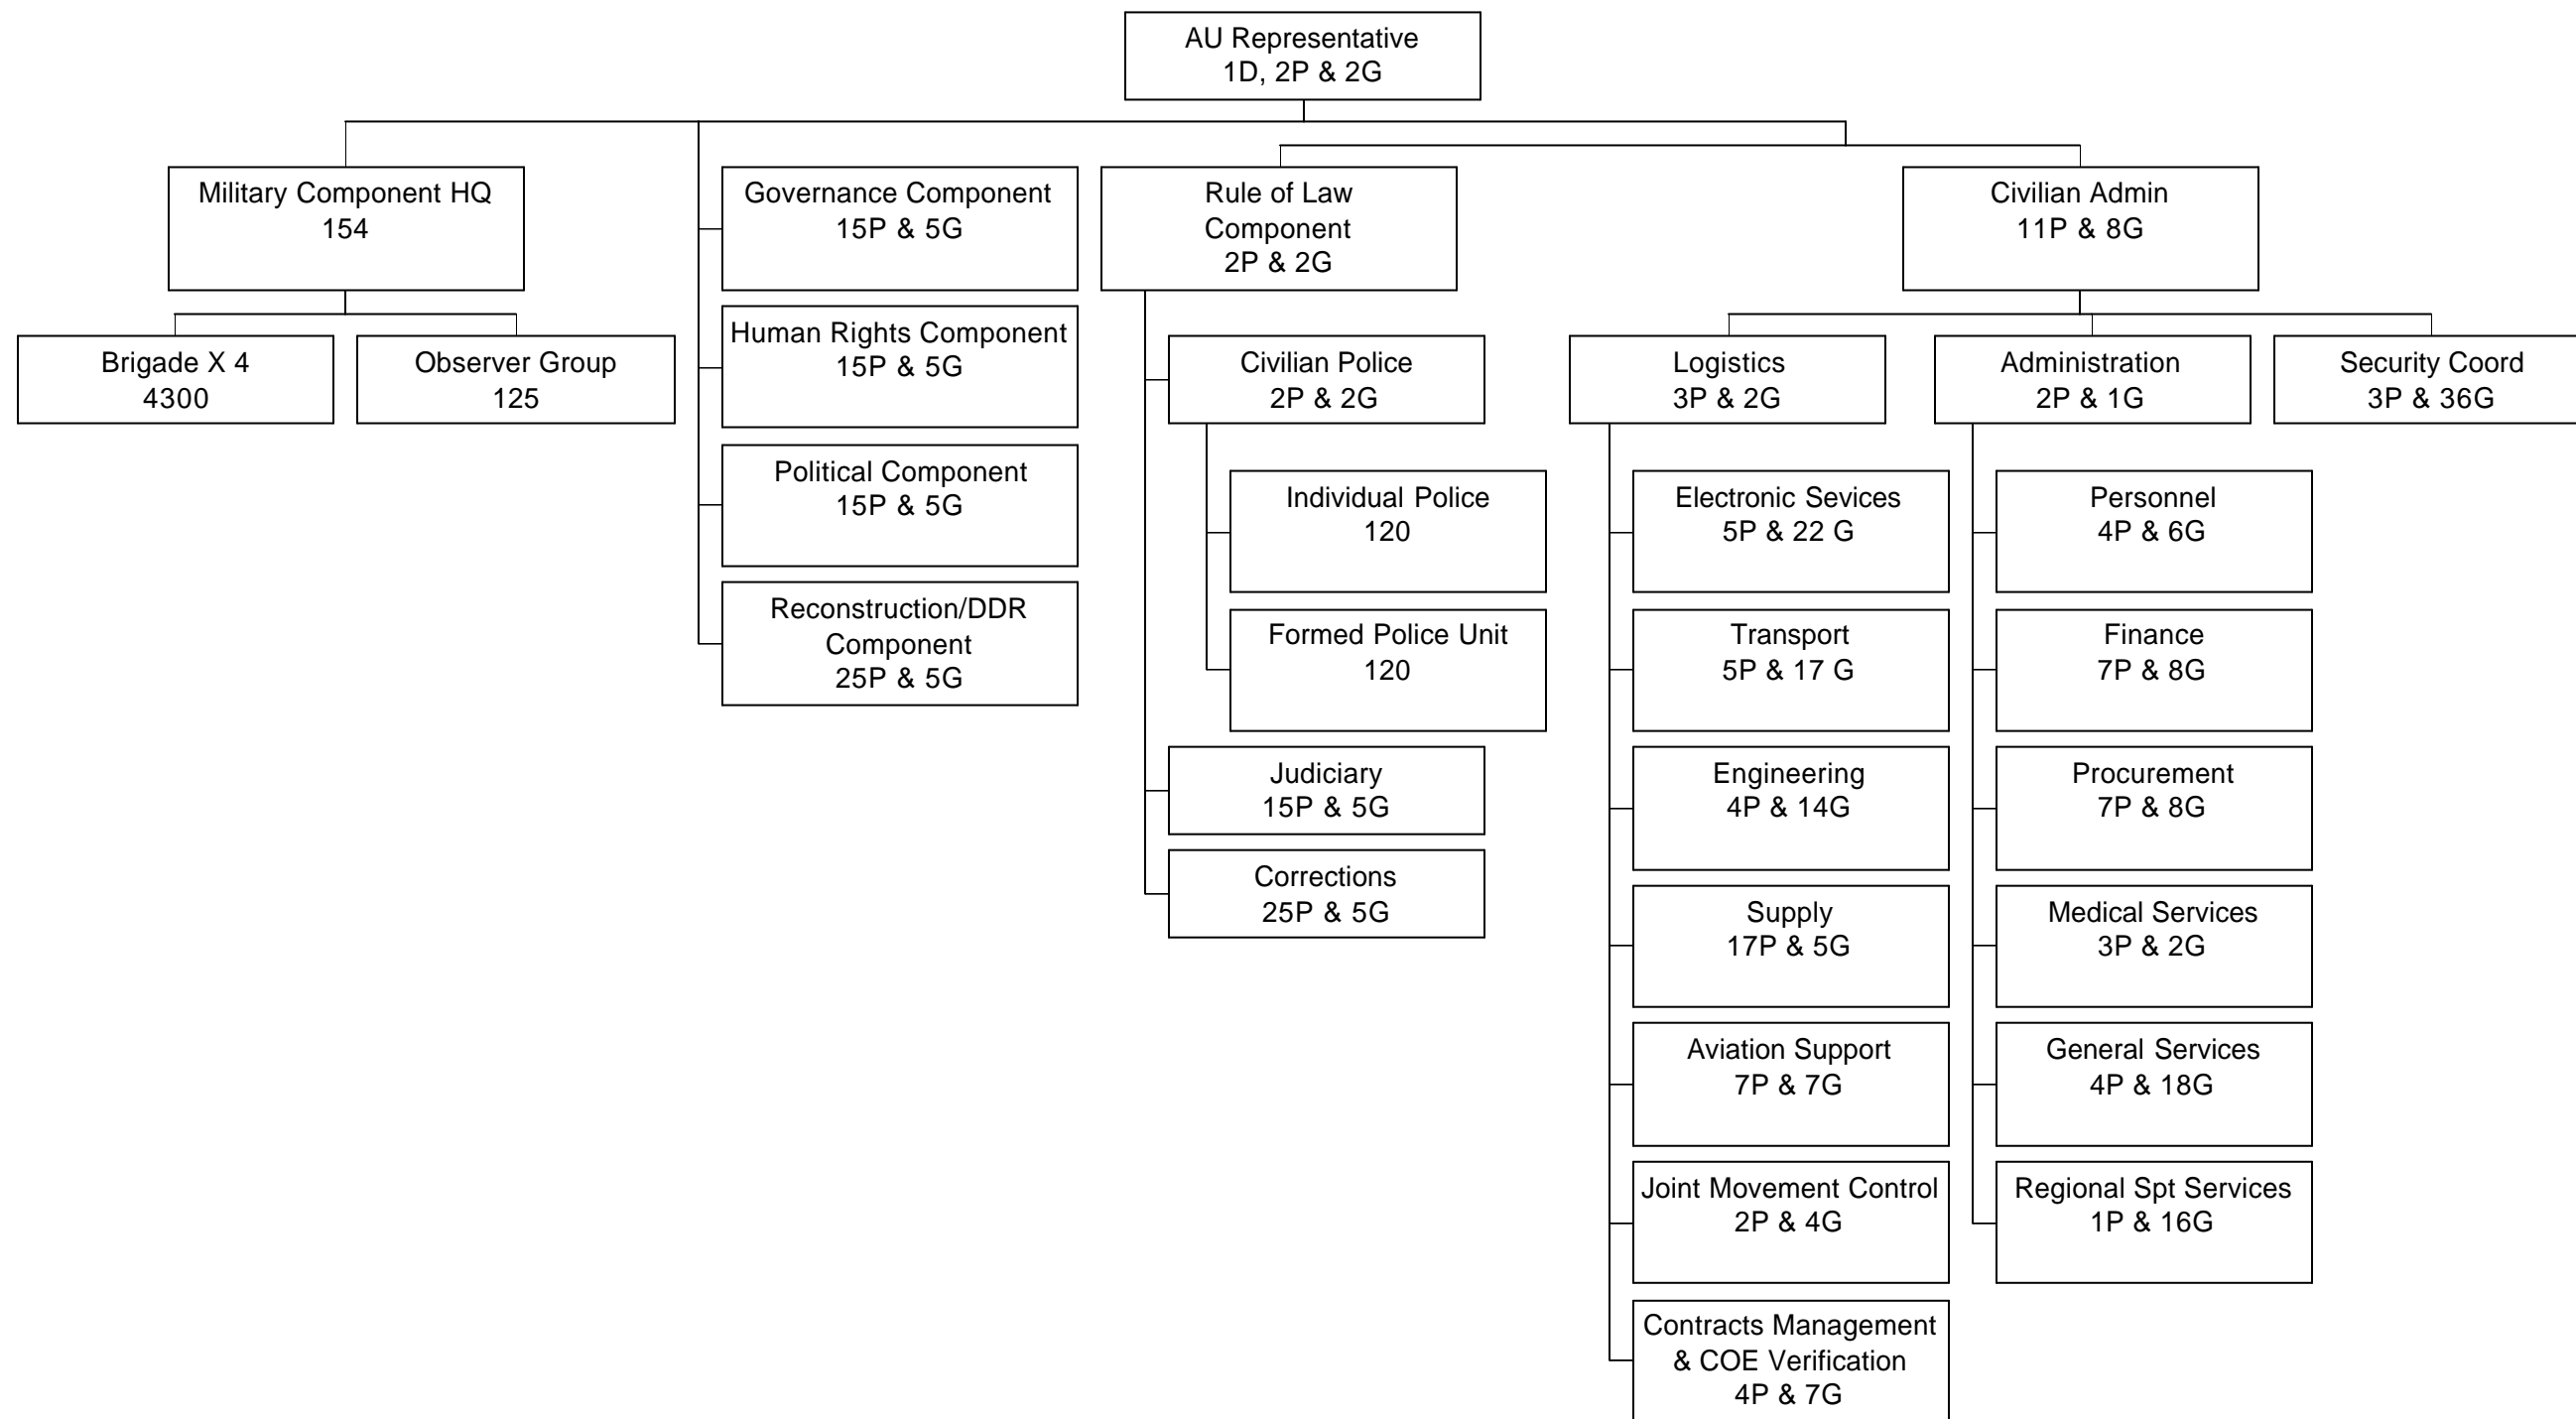 AU Representative
1D, 2P & 2G
Military Component HQ
154
Brigade X 4
4300
Observer Group
125
Governance Component
15P & 5G
Human Rights Component
15P & 5G
Political Component
15P & 5G
Reconstruction/DDR
Component
25P & 5G
Rule of Law
Component
2P & 2G
Civilian Police
2P & 2G
Individual Police
120
Formed Police Unit
120
Judiciary
15P & 5G
Corrections
25P & 5G
Civilian Admin
11P & 8G
Logistics
3P & 2G
Electronic Sevices
5P & 22 G
Transport
5P & 17 G
Engineering
4P & 14G
Supply
17P & 5G
Aviation Support
7P & 7G
Joint Movement Control
2P & 4G
Contracts Management
& COE Verification
4P & 7G
Administration
2P & 1G
Personnel
4P & 6G
Finance
7P & 8G
Procurement
7P & 8G
Medical Services
3P & 2G
General Services
4P & 18G
Regional Spt Services
1P & 16G
Security Coord
3P & 36G